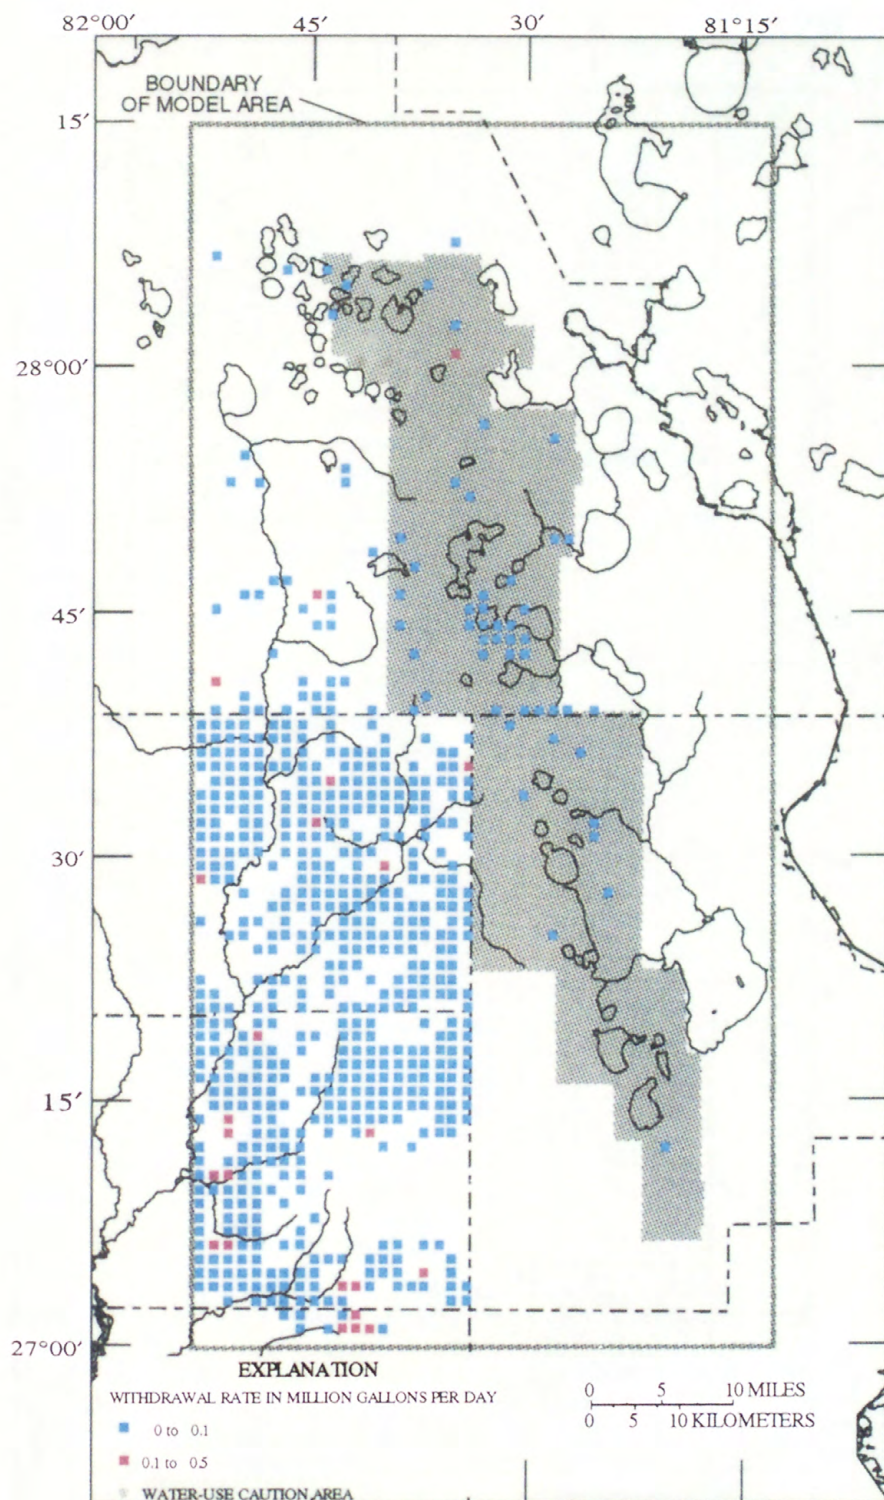 82°00′ 45′ 30′ 81°15′
BOUNDARY
OF MODEL AREA
15′
28°00′
45′
30′
15′
27°00′
EXPLANATION
WITHDRAWAL RATE IN MILLION GALLONS PER DAY
0 to 0.1
0.1 to 0.5
WATER-USE CAUTION AREA
0 5 10 MILES
0 5 10 KILOMETERS